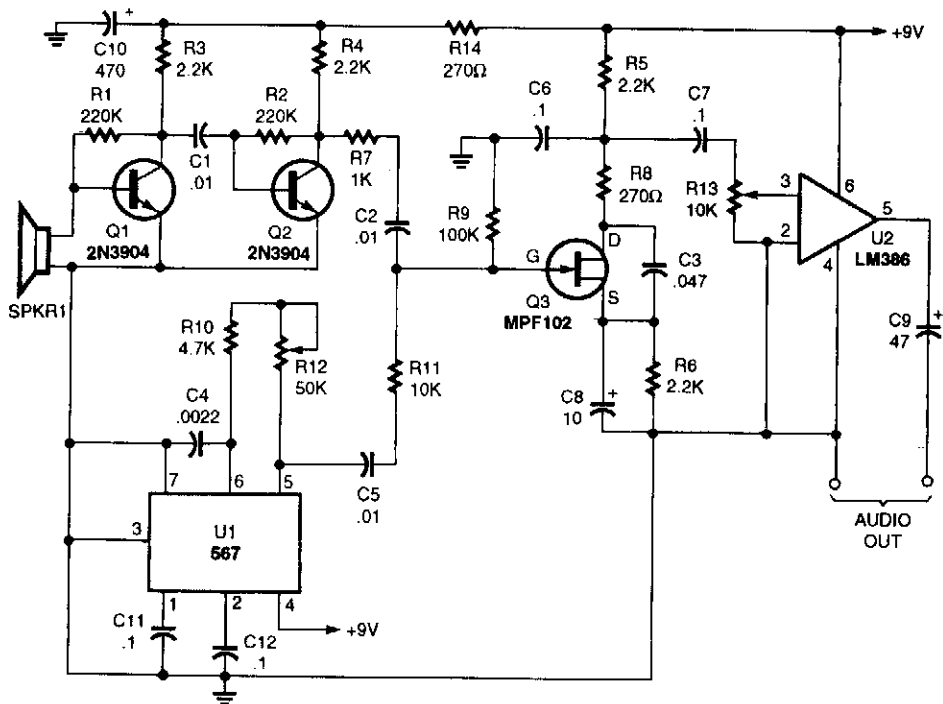 +
C10
470
R3
2.2K
R4
2.2K
R14
270Ω
+9V
R5
2.2K
C6
.1
C7
.1
R1
220K
C1
.01
R2
220K
R7
1K
R8
270Ω
R13
10K
3
2
6
5
4
U2
LM386
Q1
2N3904
Q2
2N3904
C2
.01
R9
100K
G
D
S
Q3
MPF102
C3
.047
SPKR1
R10
4.7K
R12
50K
R11
10K
C8
10
+
R6
2.2K
C9
47
+
C4
.0022
7
6
5
C5
.01
3
U1
567
1
2
4
AUDIO
OUT
C11
.1
C12
.1
+9V